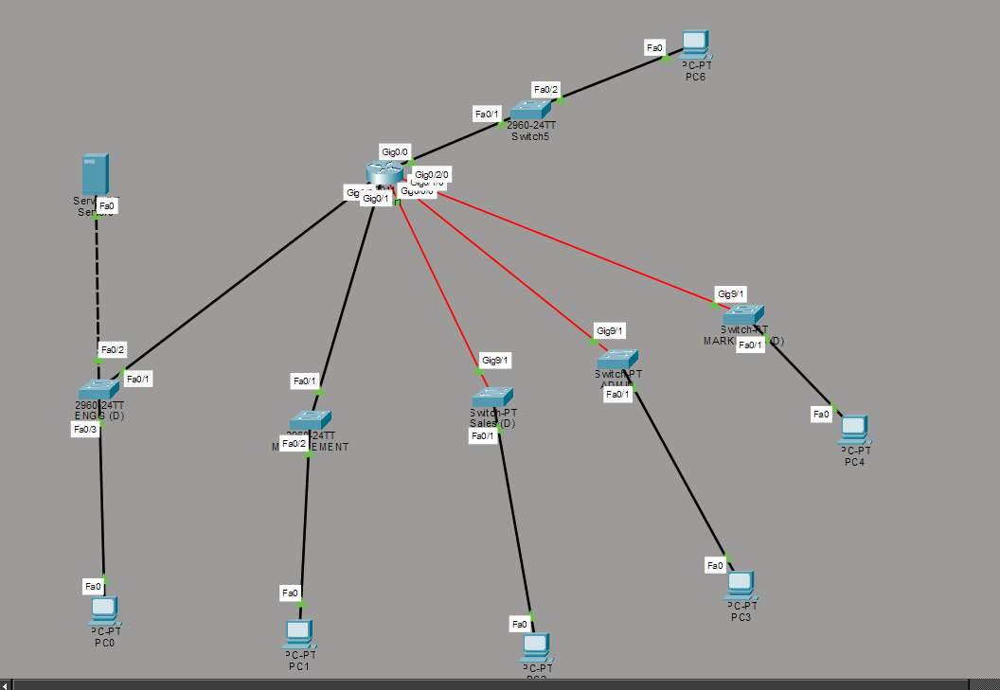 Fa0
PC-PT
PC6
Fa0/2
Fa0/1
2960-24TT
Switch5
Gig0/0
Gig0/2/0
Gig0/1
Fa0
Gig9/1
Fa0/1
PC-PT
PC4
Fa0
Gig9/1
Switch-PT
Fa0/1
Fa0/2
Fa0/1
2960-24TT
ENGG (D)
Fa0/3
Gig9/1
Switch-PT
Sales (D)
Fa0/1
Fa0/1
Fa0/2
Fa0
PC-PT
PC3
Fa0
PC-PT
PC0
Fa0
PC-PT
PC1
Fa0
PC-PT